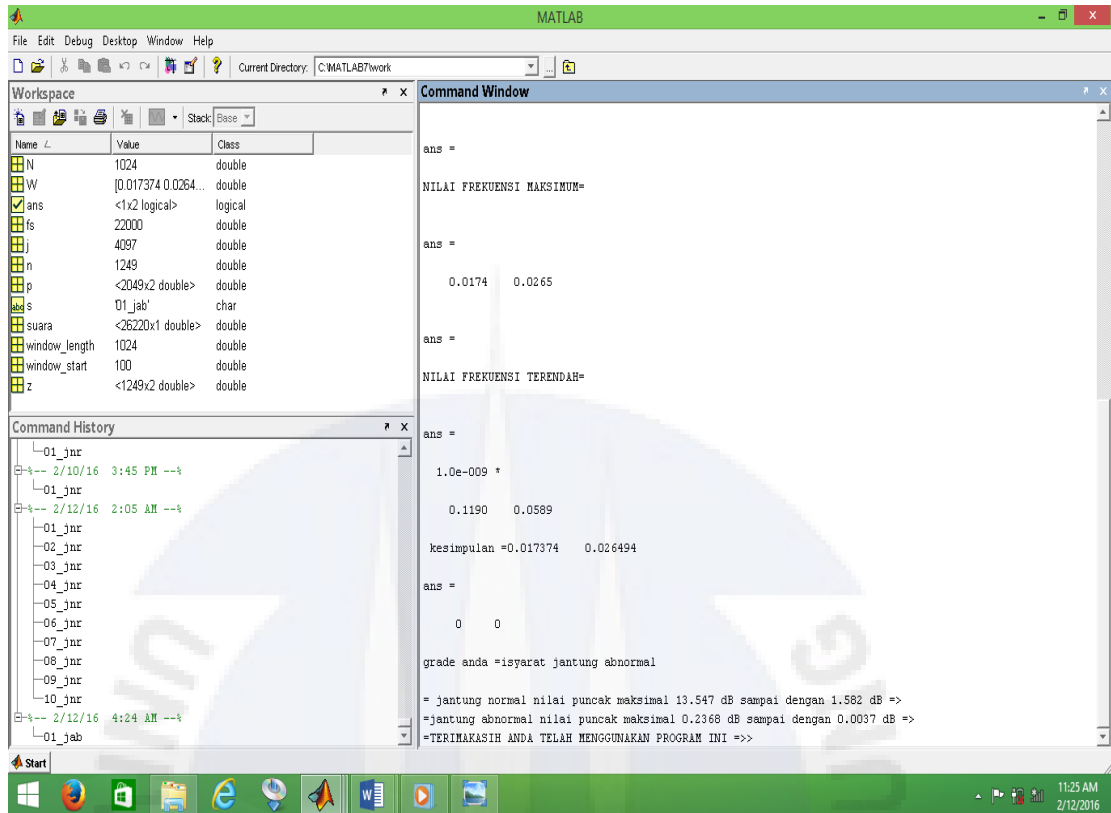 MATLAB
File Edit Debug Desktop Window Help
Current Directory: C:\MATLAB7\work
Workspace
Stack: Base
Name Value Class
N 1024 double
W [0.017374 0.0264... double
ans <1x2 logical> logical
fs 22000 double
j 4097 double
n 1249 double
p <2049x2 double> double
abc s '01_jab' char
suara <26220x1 double> double
window_length 1024 double
window_start 100 double
z <1249x2 double> double
Command History
01_jnr
%-- 2/10/16 3:45 PM --%
01_jnr
%-- 2/12/16 2:05 AM --%
01_jnr
02_jnr
03_jnr
04_jnr
05_jnr
06_jnr
07_jnr
08_jnr
09_jnr
10_jnr
%-- 2/12/16 4:24 AM --%
01_jab
Command Window
ans =
NILAI FREKUENSI MAKSIMUM=
ans =
0.0174 0.0265
ans =
NILAI FREKUENSI TERENDAH=
ans =
1.0e-009 *
0.1190 0.0589
kesimpulan =0.017374 0.026494
ans =
0 0
grade anda =isyarat jantung abnormal
= jantung normal nilai puncak maksimal 13.547 dB sampai dengan 1.582 dB =>
=jantung abnormal nilai puncak maksimal 0.2368 dB sampai dengan 0.0037 dB =>
=TERIMAKASIH ANDA TELAH MENGGUNAKAN PROGRAM INI =>>
Start
11:25 AM
2/12/2016